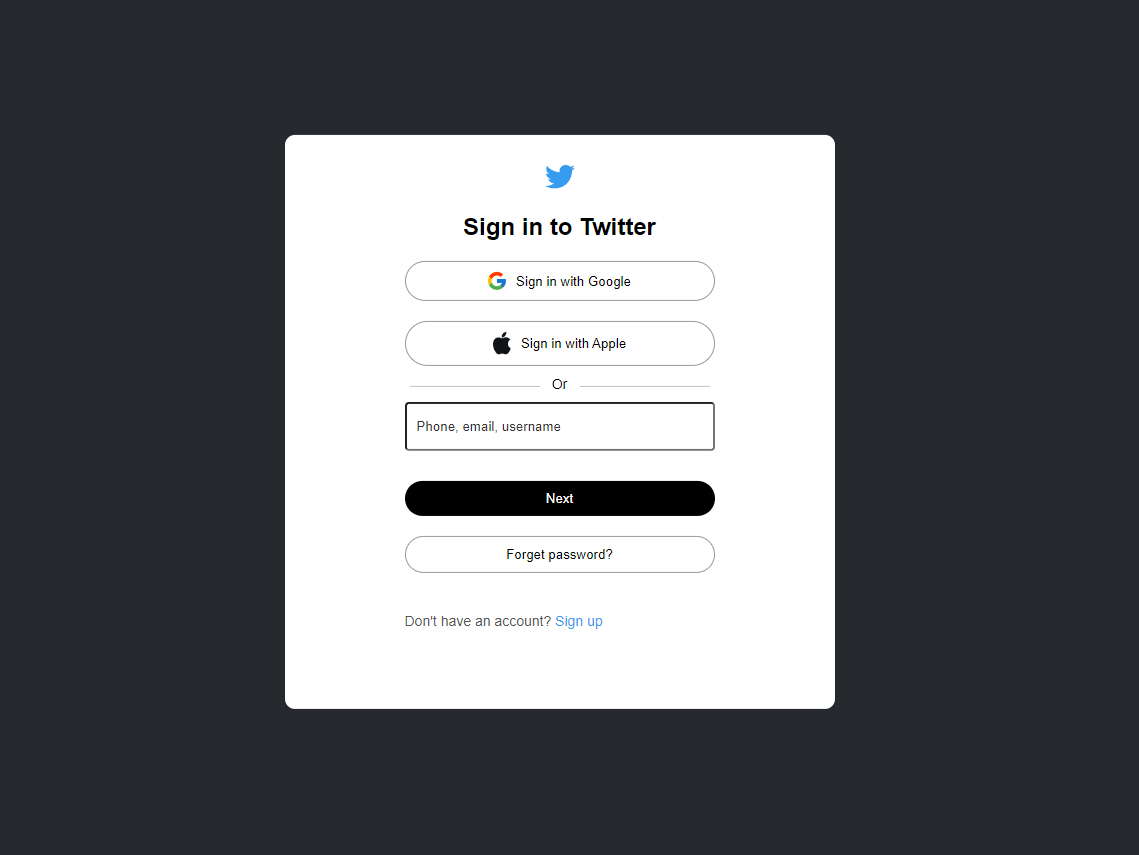 Sign in to Twitter
Sign in with Google
Sign in with Apple
Or
Phone, email, username
Next
Forget password?
Don't have an account? Sign up